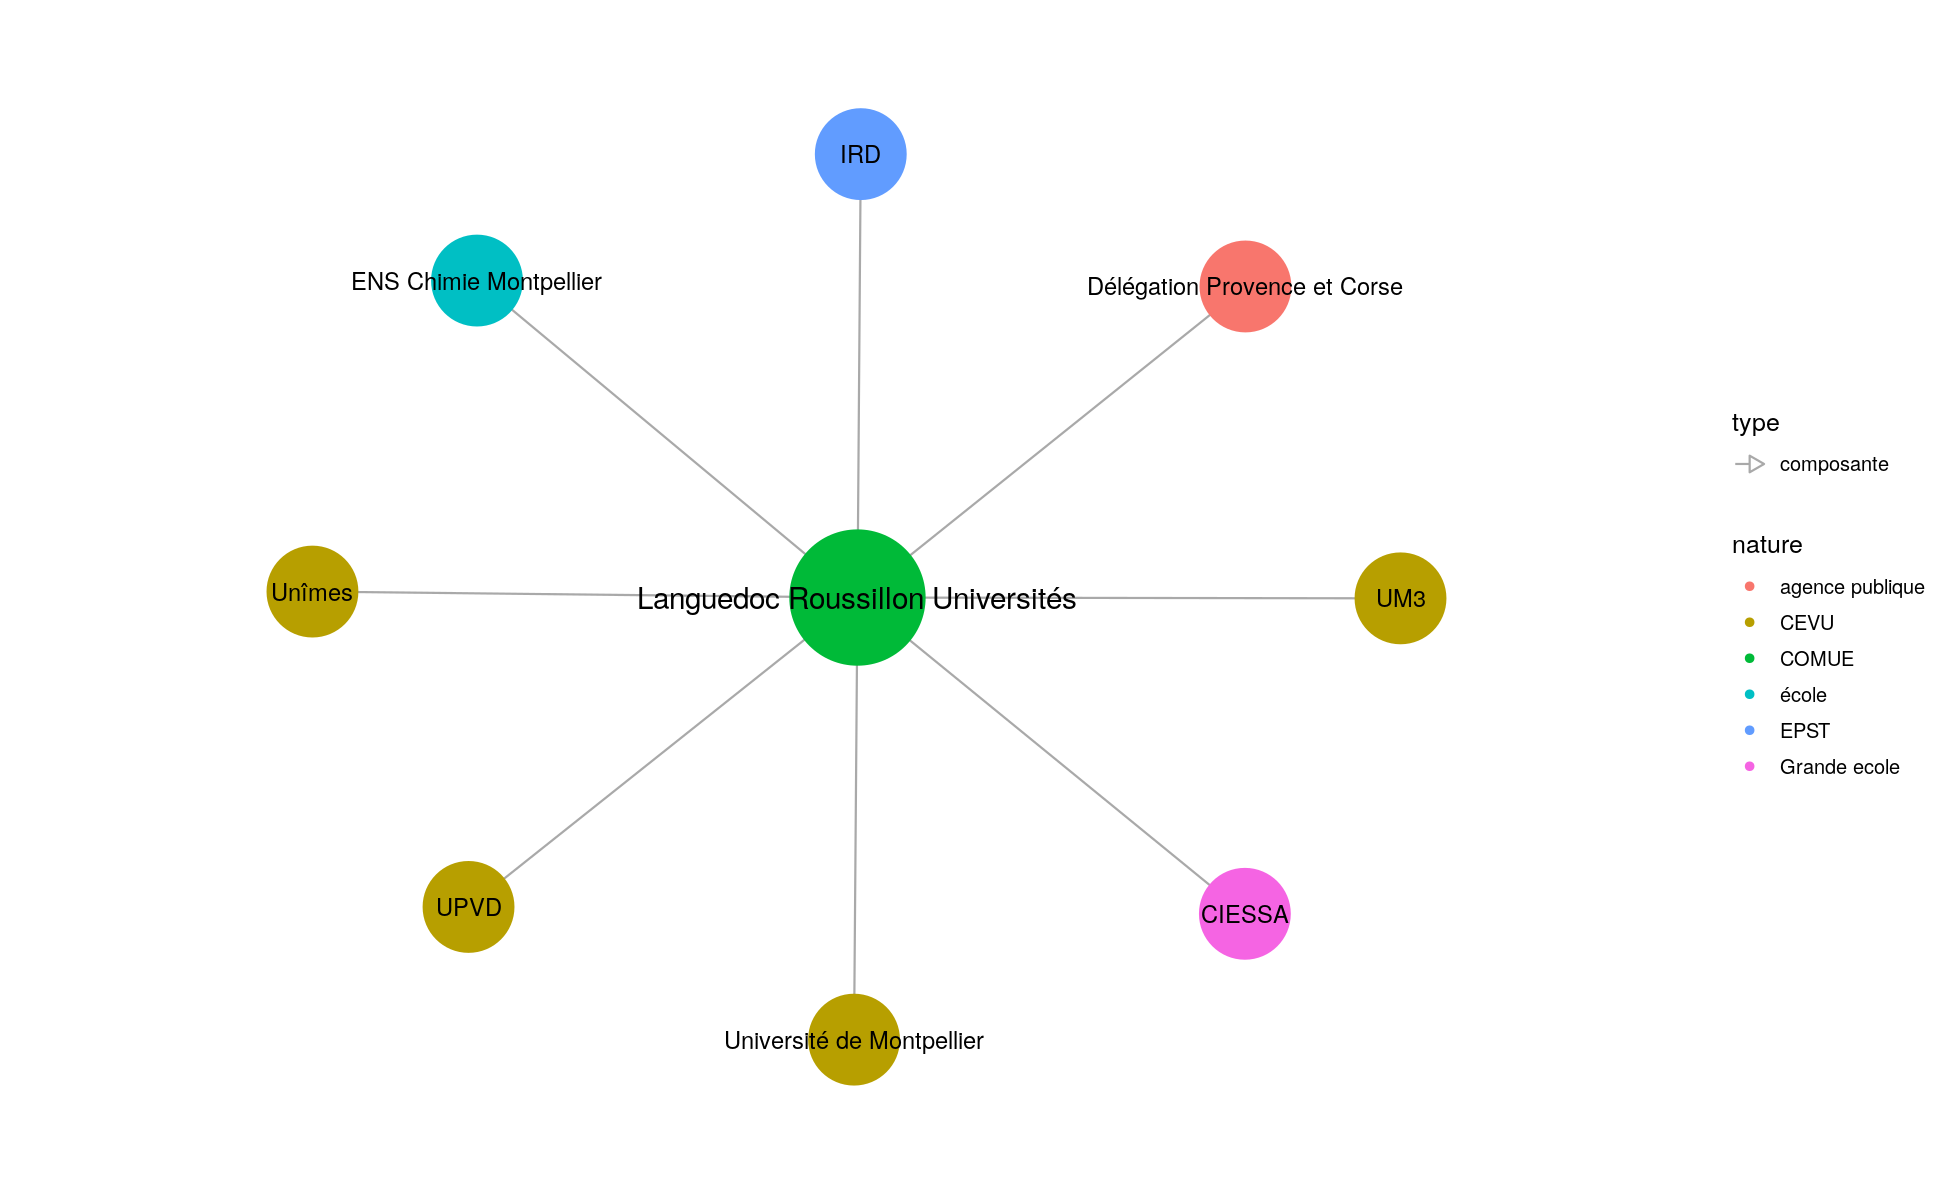 IRD
ENS Chimie Montpellier
Délégation Provence et Corse
Unîmes
Languedoc Roussillon Universités
UM3
UPVD
CIESSA
Université de Montpellier
type
composante
nature
agence publique
CEVU
COMUE
école
EPST
Grande ecole